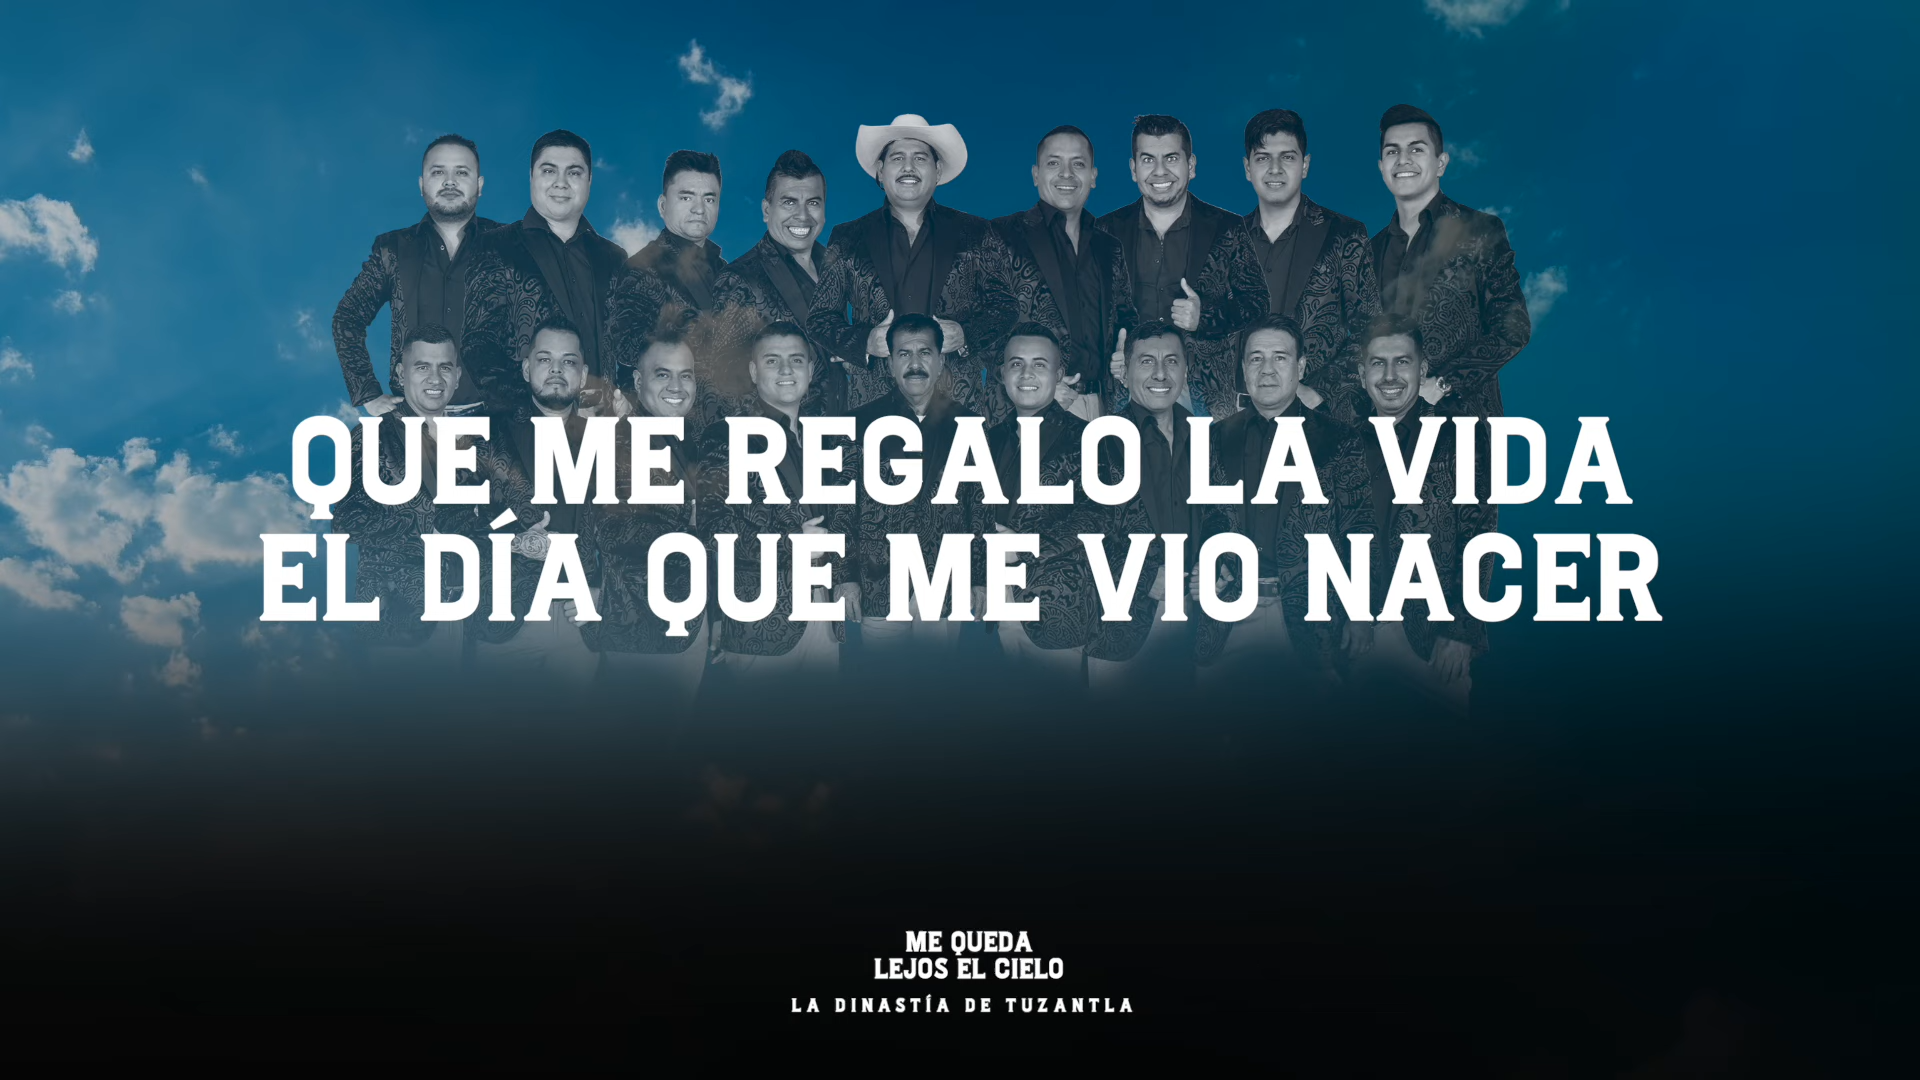 QUE ME REGALO LA VIDA
EL DÍA QUE ME VIO NACER
ME QUEDA
LEJOS EL CIELO
LA DINASTÍA DE TUZANTLA